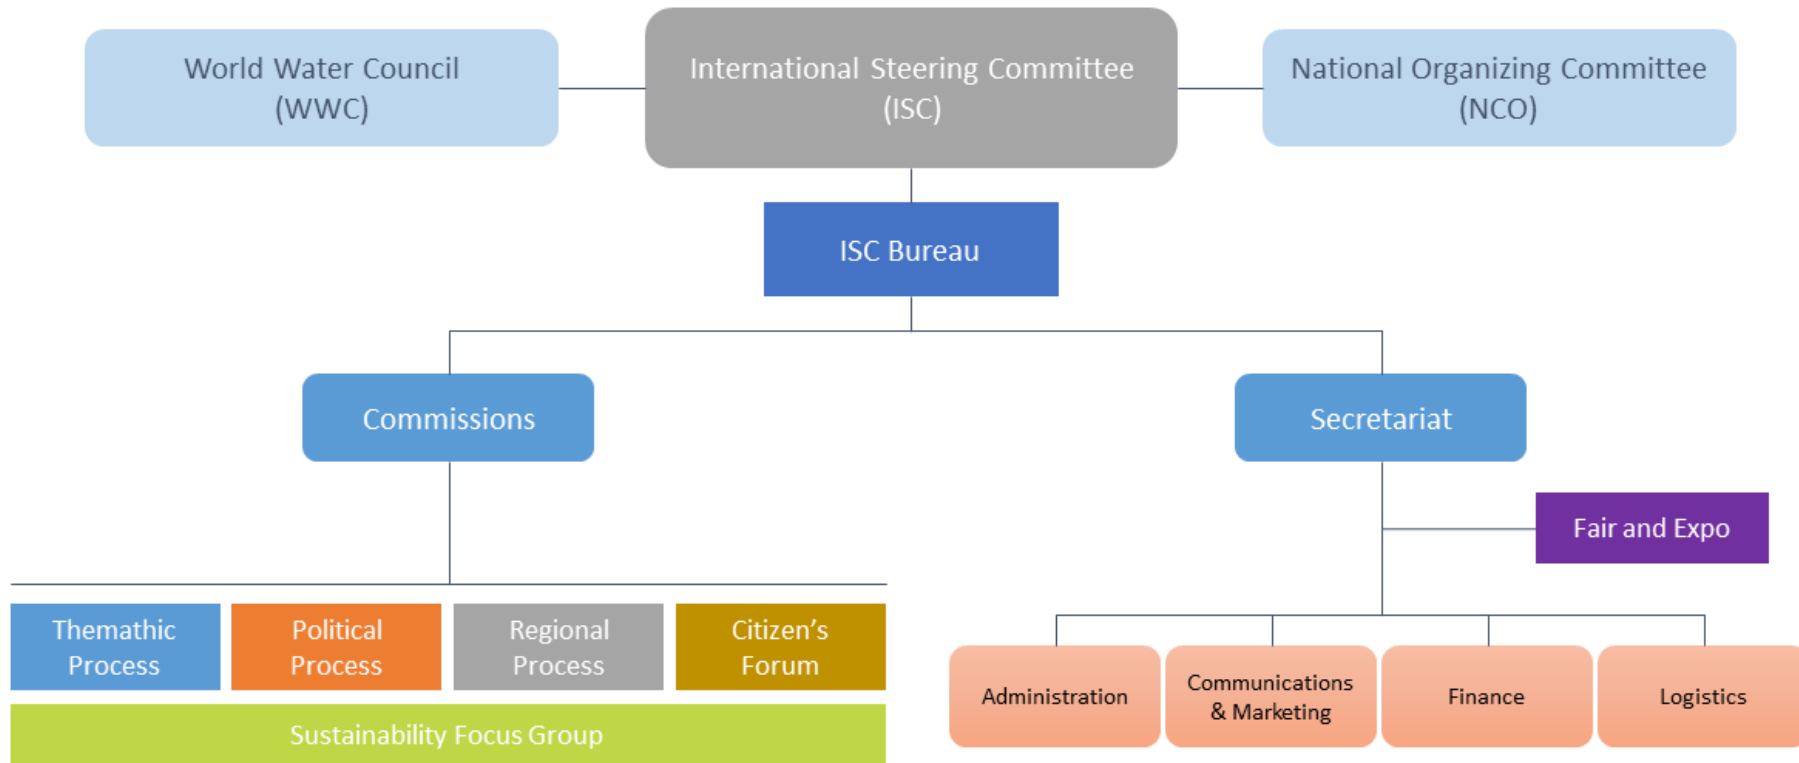 World Water Council
(WWC)
International Steering Committee
(ISC)
National Organizing Committee
(NCO)
ISC Bureau
Commissions
Secretariat
Fair and Expo
Themathic
Process
Political
Process
Regional
Process
Citizen’s
Forum
Sustainability Focus Group
Administration
Communications
& Marketing
Finance
Logistics